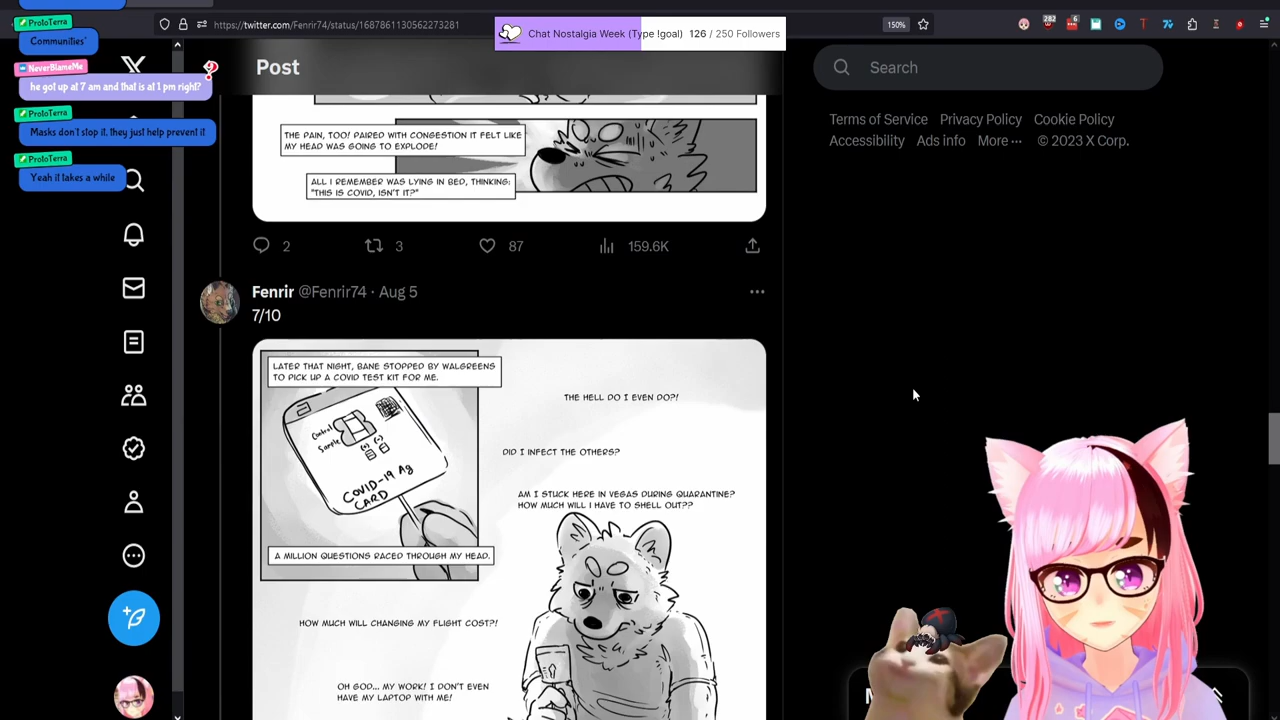 ProtoTerra
Communities'
NeverBlameMe
he got up at 7 am and that is at 1 pm right?
ProtoTerra
Masks don't stop it, they just help prevent it
ProtoTerra
Yeah it takes a while
https://twitter.com/Fenrir74/status/1687861130562273281
150%
282
6
Chat Nostalgia Week (Type !goal) 126 / 250 Followers
Post
Search
Terms of Service Privacy Policy Cookie Policy
Accessibility Ads info More ··· © 2023 X Corp.
THE PAIN, TOO! PAIRED WITH CONGESTION IT FELT LIKE
MY HEAD WAS GOING TO EXPLODE!
ALL I REMEMBER WAS LYING IN BED, THINKING:
"THIS IS COVID, ISN'T IT?"
2 3 87 159.6K
Fenrir @Fenrir74 · Aug 5
7/10
LATER THAT NIGHT, BANE STOPPED BY WALGREENS
TO PICK UP A COVID TEST KIT FOR ME.
Control
Sample
COVID-19 Ag
CARD
A MILLION QUESTIONS RACED THROUGH MY HEAD.
THE HELL DO I EVEN DO?!
DID I INFECT THE OTHERS?
AM I STUCK HERE IN VEGAS DURING QUARANTINE?
HOW MUCH WILL I HAVE TO SHELL OUT??
HOW MUCH WILL CHANGING MY FLIGHT COST?!
OH GOD... MY WORK! I DON'T EVEN
HAVE MY LAPTOP WITH ME!